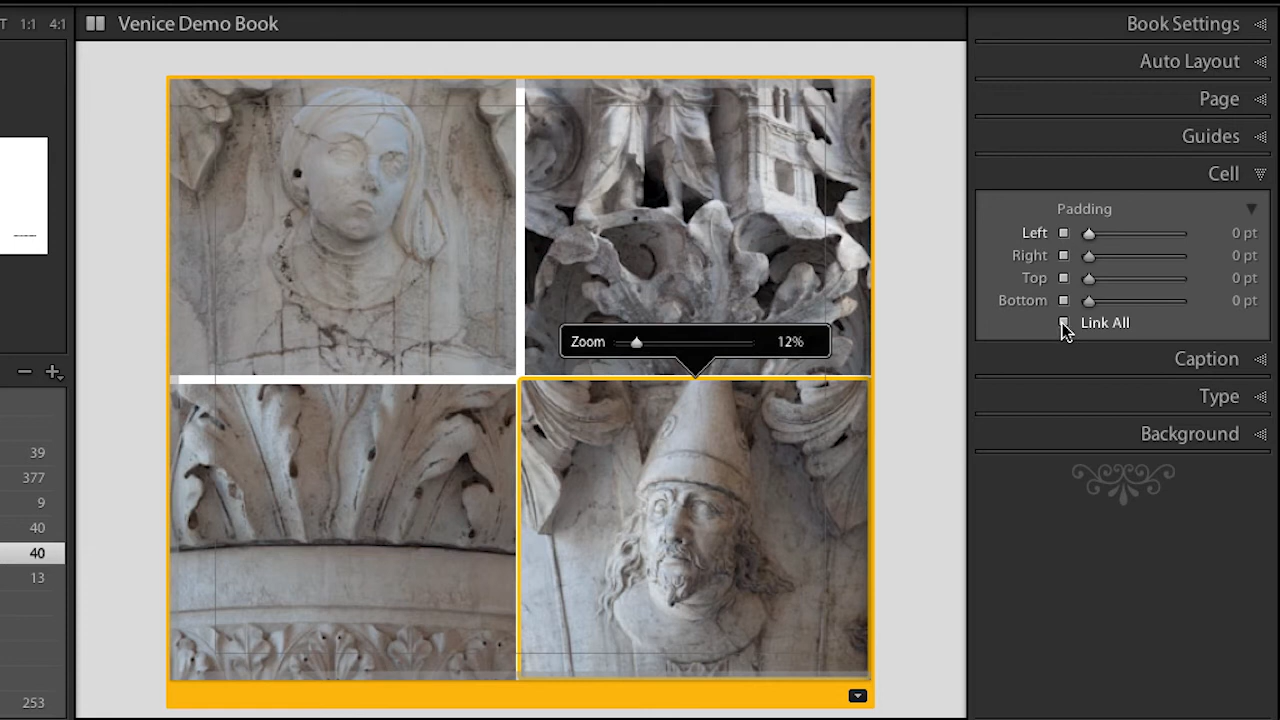 T 1:1 4:1
Venice Demo Book
Book Settings
Auto Layout
Page
Guides
Cell
Padding
Left 0 pt
Right 0 pt
Top 0 pt
Bottom 0 pt
Link All
Zoom 12%
Caption
Type
Background
39
377
9
40
40
13
253